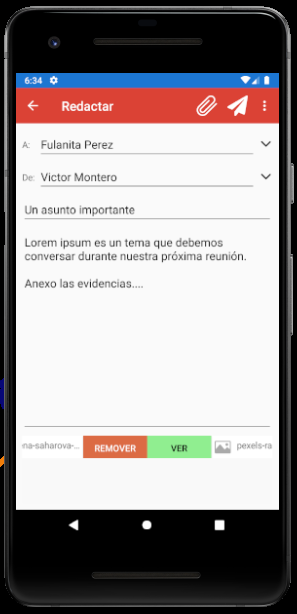 6:34
Redactar
A: Fulanita Perez
De: Victor Montero
Un asunto importante
Lorem ipsum es un tema que debemos
conversar durante nuestra próxima reunión.
Anexo las evidencias....
na-saharova-... REMOVER VER pexels-ra